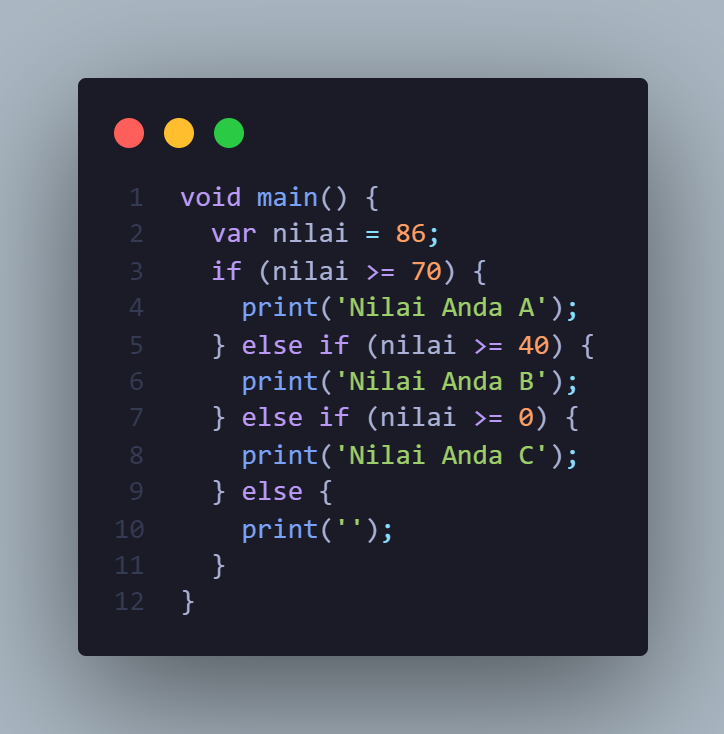 1 void main() {
2   var nilai = 86;
3   if (nilai >= 70) {
4     print('Nilai Anda A');
5   } else if (nilai >= 40) {
6     print('Nilai Anda B');
7   } else if (nilai >= 0) {
8     print('Nilai Anda C');
9   } else {
10     print('');
11   }
12 }